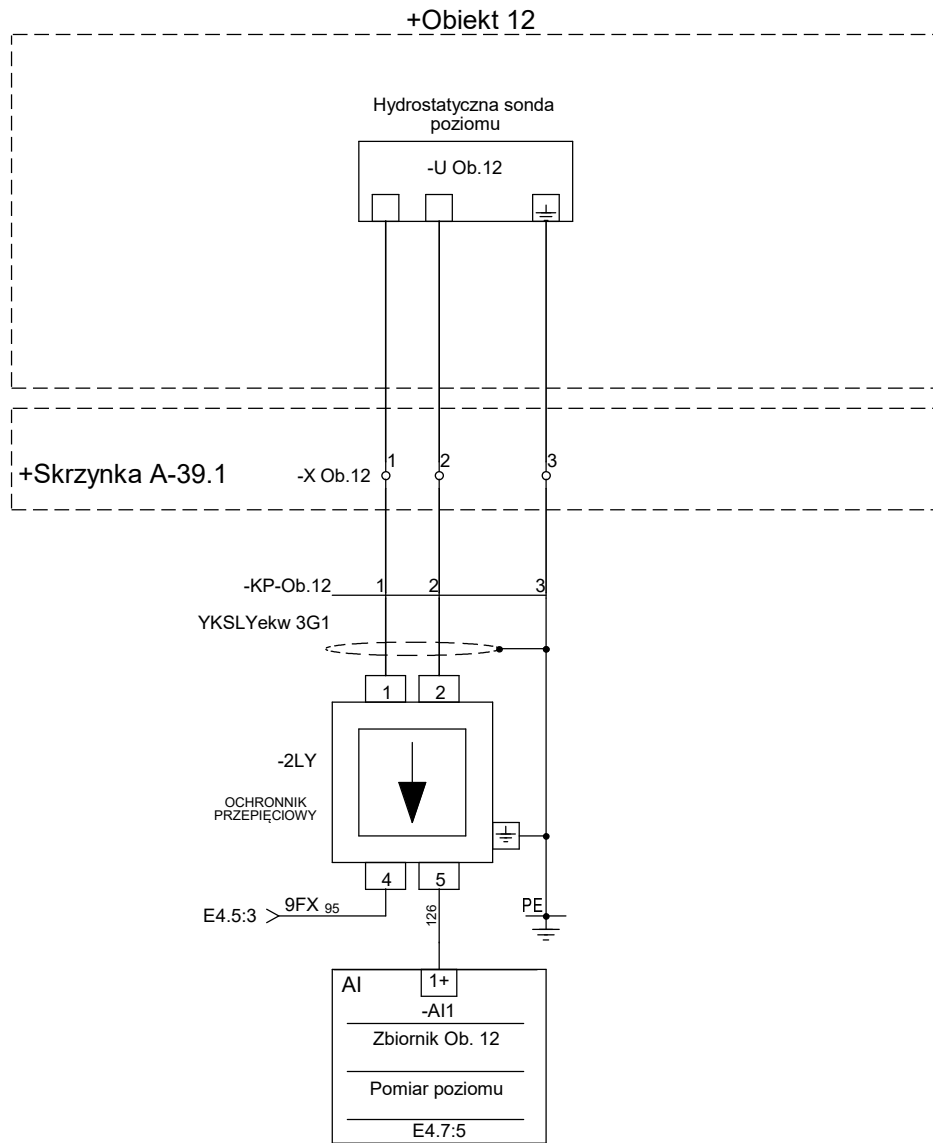 +Obiekt 12
Hydrostatyczna sonda
poziomu
-U Ob.12
+Skrzynka A-39.1
-X Ob.12
1 2 3
-KP-Ob.12
1 2 3
YKSLYekw 3G1
1 2
-2LY
OCHRONNIK
PRZEPIĘCIOWY
4 5
E4.5:3
9FX 95
126
PE
AI
1+
-AI1
Zbiornik Ob. 12
Pomiar poziomu
E4.7:5